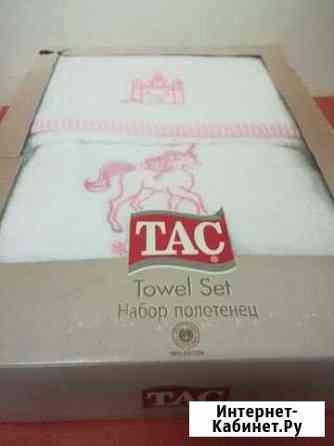 TAC
Towel Set
Набор полотенец
TAC
Интернет-
Кабинет.Ру